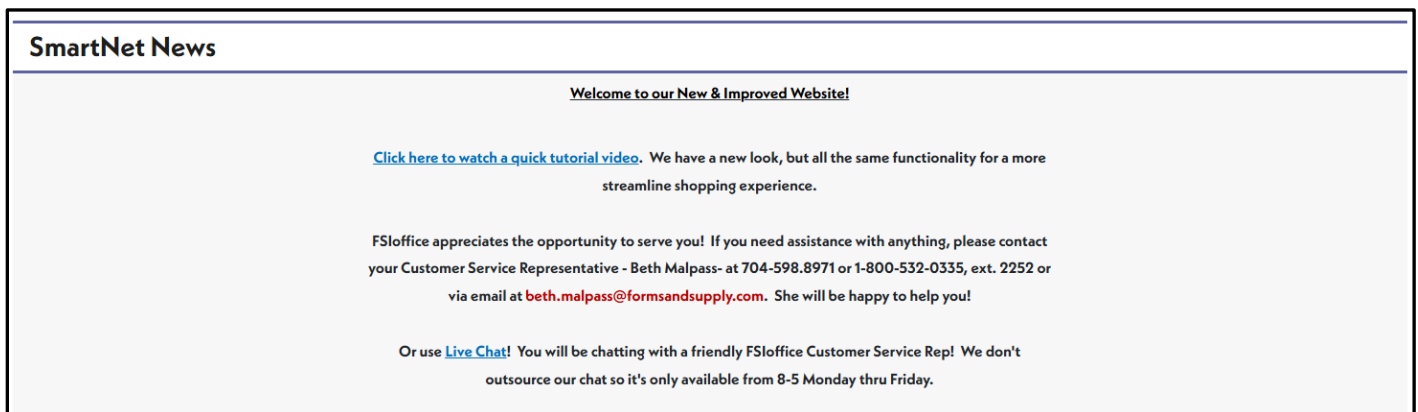 SmartNet News
Welcome to our New & Improved Website!
Click here to watch a quick tutorial video.  We have a new look, but all the same functionality for a more
streamline shopping experience.
FSIoffice appreciates the opportunity to serve you!  If you need assistance with anything, please contact
your Customer Service Representative - Beth Malpass- at 704-598.8971 or 1-800-532-0335, ext. 2252 or
via email at beth.malpass@formsandsupply.com.  She will be happy to help you!
Or use Live Chat!  You will be chatting with a friendly FSIoffice Customer Service Rep!  We don't
outsource our chat so it's only available from 8-5 Monday thru Friday.